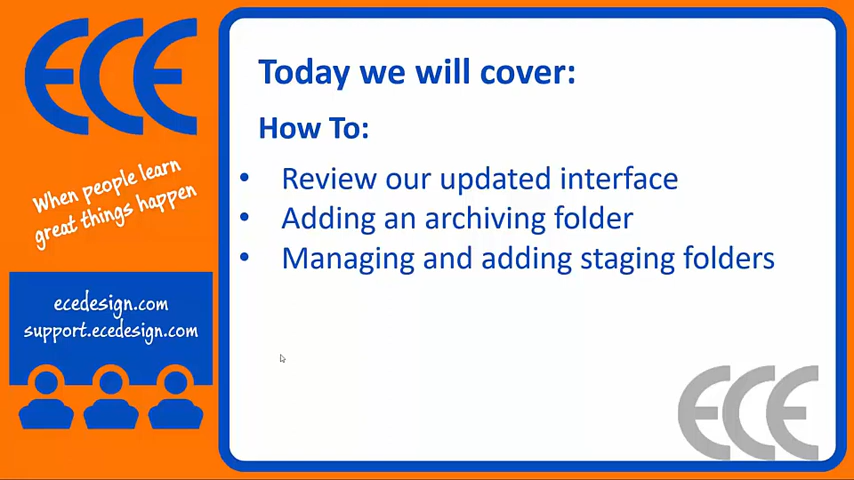 ECE
When people learn
great things happen
ecedesign.com
support.ecedesign.com
Today we will cover:
How To:
• Review our updated interface
• Adding an archiving folder
• Managing and adding staging folders
ECE